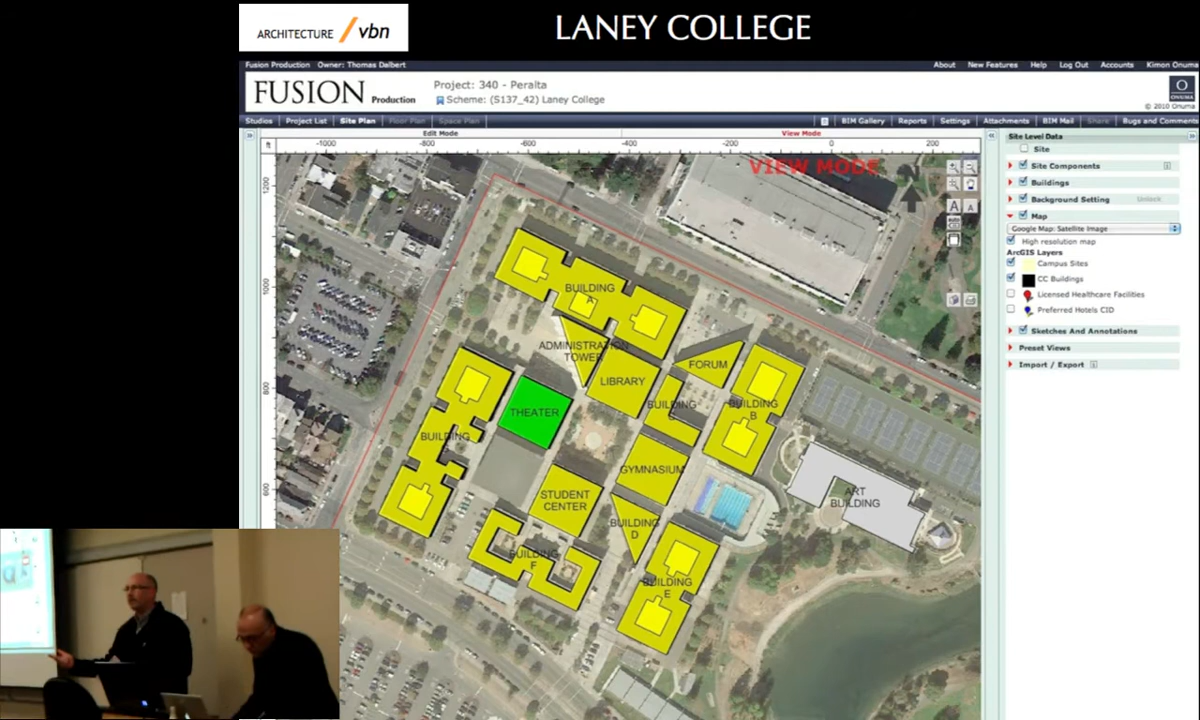 ARCHITECTURE / vbn
LANEY COLLEGE
Fusion Production Owner: Thomas Dalbert
About New Features Help Log Out Accounts Kimon Onuma
FUSION Production
Project: 340 - Peralta
Scheme: (S137_42) Laney College
O
ONUMA
© 2010 Onuma
Studios Project List Site Plan Floor Plan Space Plan
BIM Gallery Reports Settings Attachments BIM Mail Share Bugs and Comments
Edit Mode View Mode
Site Level Data
ft -1000 -800 -600 -400 -200 0 200
Site
VIEW MODE
Site Components
Buildings
Background Setting Unlock
Map
Google Map: Satellite Image
High resolution map
ArcGIS Layers
Campus Sites
CC Buildings
Licensed Healthcare Facilities
Preferred Hotels CID
Sketches And Annotations
Preset Views
Import / Export
A A
1200
1000
800
600
BUILDING
A
ADMINISTRATION
TOWER
FORUM
LIBRARY
BUILDING
BUILDING
B
THEATER
BUILDING
GYMNASIUM
STUDENT
CENTER
ART
BUILDING
BUILDING
D
BUILDING
F
BUILDING
E